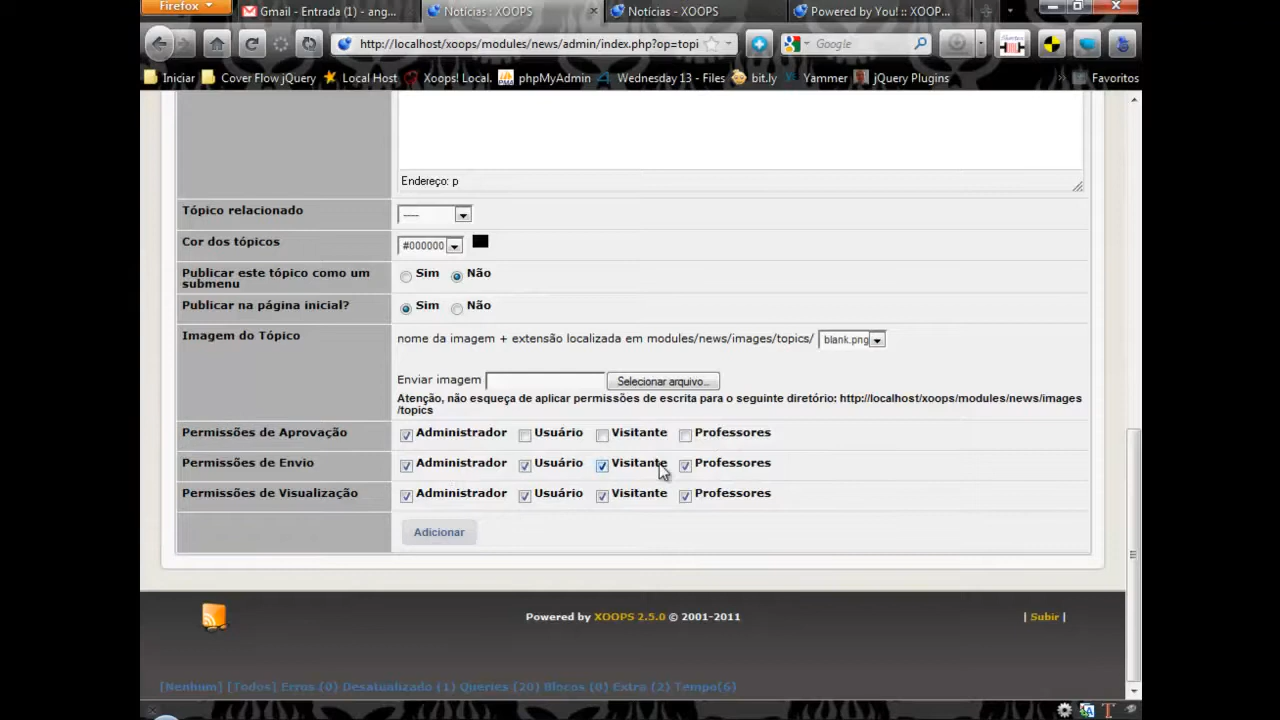 Firefox
Gmail - Entrada (1) - ang...
Notícias : XOOPS
Notícias - XOOPS
Powered by You! :: XOOP...
http://localhost/xoops/modules/news/admin/index.php?op=topi
Google
Iniciar
Cover Flow jQuery
Local Host
Xoops! Local.
phpMyAdmin
Wednesday 13 - Files
bit.ly
Yammer
jQuery Plugins
Favoritos
Endereço: p
Tópico relacionado
----
Cor dos tópicos
#000000
Publicar este tópico como um
submenu
Sim Não
Publicar na página inicial?
Sim Não
Imagem do Tópico
nome da imagem + extensão localizada em modules/news/images/topics/ blank.png
Enviar imagem
Selecionar arquivo...
Atenção, não esqueça de aplicar permissões de escrita para o seguinte diretório: http://localhost/xoops/modules/news/images
/topics
Permissões de Aprovação
Administrador Usuário Visitante Professores
Permissões de Envio
Administrador Usuário Visitante Professores
Permissões de Visualização
Administrador Usuário Visitante Professores
Adicionar
Powered by XOOPS 2.5.0 © 2001-2011
| Subir |
[Nenhum] [Todos] Erros (0) Desatualizado (1) Queries (20) Blocos (0) Extra (2) Tempo(6)